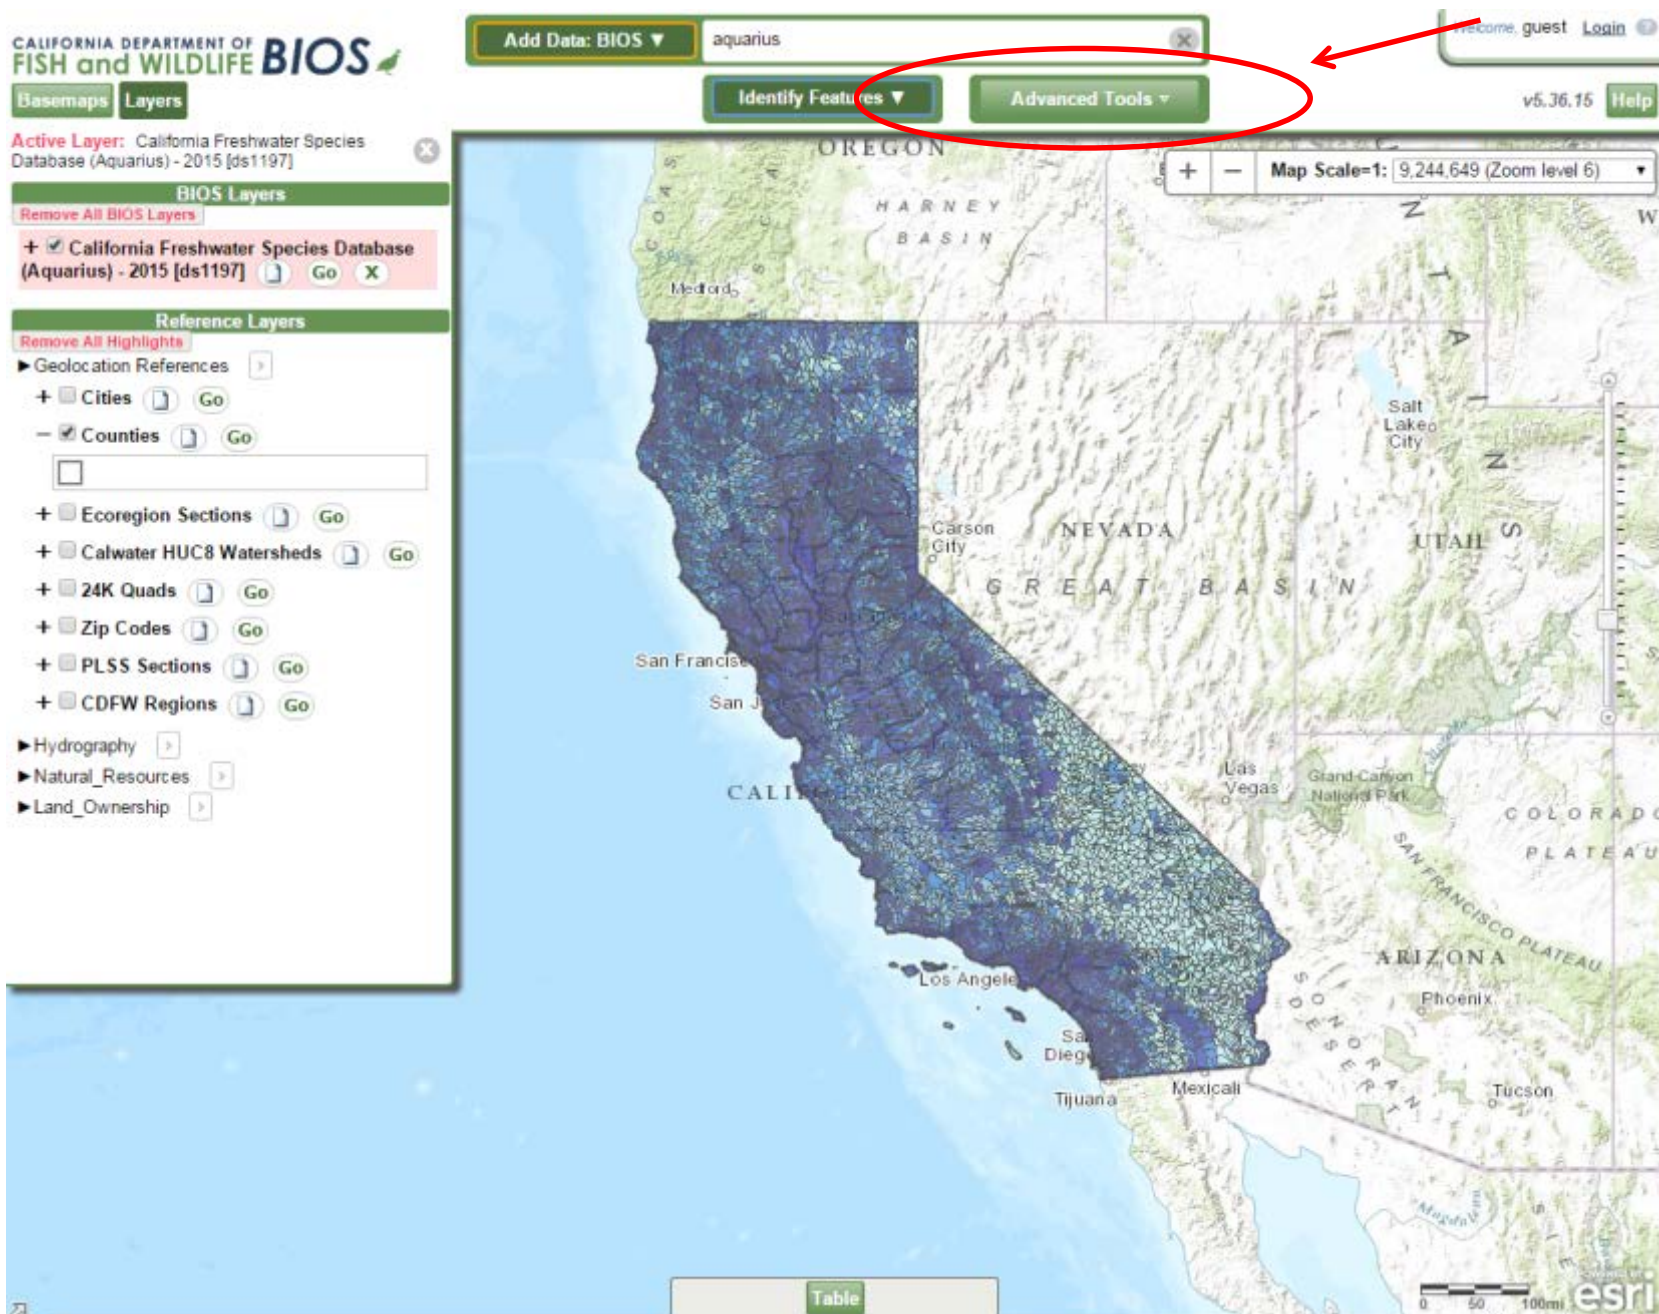 CALIFORNIA DEPARTMENT OF
FISH and WILDLIFE BIOS
Add Data: BIOS ▼
aquarius
guest Login
Basemaps Layers
Identify Features ▼
Advanced Tools
v5.36.15 Help
Active Layer: California Freshwater Species
Database (Aquarius) - 2015 [ds1197]
BIOS Layers
Remove All BIOS Layers
+ California Freshwater Species Database
(Aquarius) - 2015 [ds1197] Go X
Reference Layers
Remove All Highlights
►Geolocation References >
+ Cities Go
− Counties Go
+ Ecoregion Sections Go
+ Calwater HUC8 Watersheds Go
+ 24K Quads Go
+ Zip Codes Go
+ PLSS Sections Go
+ CDFW Regions Go
►Hydrography >
►Natural_Resources >
►Land_Ownership >
+ − Map Scale=1: 9,244,649 (Zoom level 6)
OREGON
HARNEY
BASIN
Medford
Salt
Lake
City
Carson
City
NEVADA
UTAH
GREAT BASIN
San
San
Las
Vegas
Grand Canyon
National Park
COLORADO
PLATEAU
SAN FRANCISCO PLATEAU
ARIZONA
Los Angele
Phoenix
SONORAN
DESERT
Diego
Tijuana
Mexicali
Tucson
Table
0 50 100mi
esri